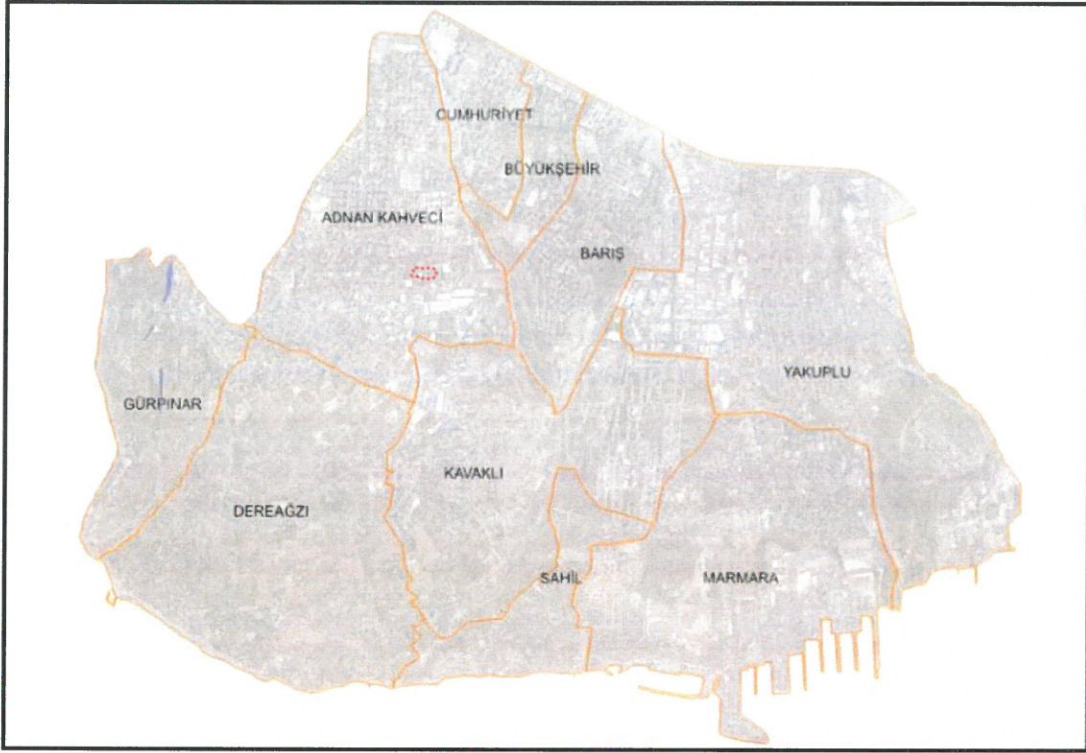 CUMHURİYET
BÜYÜKŞEHİR
ADNAN KAHVECİ
BARIŞ
YAKUPLU
GÜRPINAR
KAVAKLI
DEREAĞZI
SAHİL
MARMARA